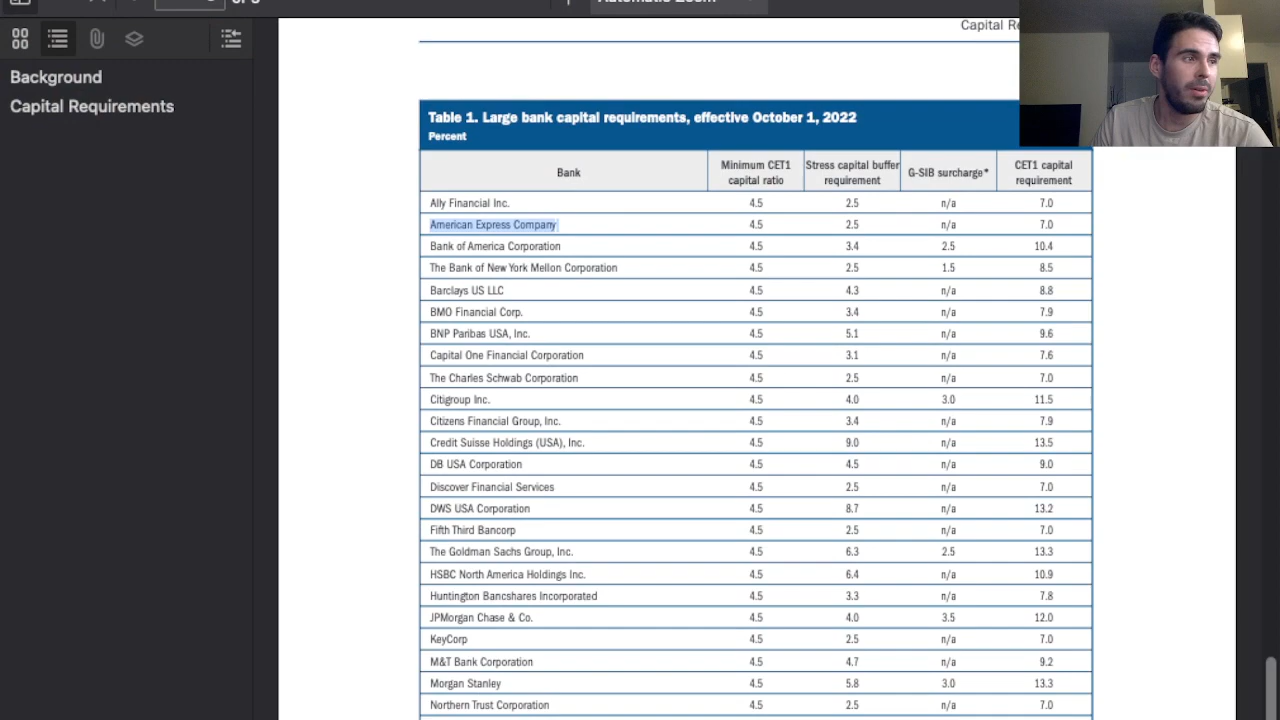 Background
Capital Requirements
Capital
Table 1. Large bank capital requirements, effective October 1, 2022
Percent
Bank Minimum CET1 capital ratio Stress capital buffer requirement G-SIB surcharge* CET1 capital requirement
Ally Financial Inc. 4.5 2.5 n/a 7.0
American Express Company 4.5 2.5 n/a 7.0
Bank of America Corporation 4.5 3.4 2.5 10.4
The Bank of New York Mellon Corporation 4.5 2.5 1.5 8.5
Barclays US LLC 4.5 4.3 n/a 8.8
BMO Financial Corp. 4.5 3.4 n/a 7.9
BNP Paribas USA, Inc. 4.5 5.1 n/a 9.6
Capital One Financial Corporation 4.5 3.1 n/a 7.6
The Charles Schwab Corporation 4.5 2.5 n/a 7.0
Citigroup Inc. 4.5 4.0 3.0 11.5
Citizens Financial Group, Inc. 4.5 3.4 n/a 7.9
Credit Suisse Holdings (USA), Inc. 4.5 9.0 n/a 13.5
DB USA Corporation 4.5 4.5 n/a 9.0
Discover Financial Services 4.5 2.5 n/a 7.0
DWS USA Corporation 4.5 8.7 n/a 13.2
Fifth Third Bancorp 4.5 2.5 n/a 7.0
The Goldman Sachs Group, Inc. 4.5 6.3 2.5 13.3
HSBC North America Holdings Inc. 4.5 6.4 n/a 10.9
Huntington Bancshares Incorporated 4.5 3.3 n/a 7.8
JPMorgan Chase & Co. 4.5 4.0 3.5 12.0
KeyCorp 4.5 2.5 n/a 7.0
M&T Bank Corporation 4.5 4.7 n/a 9.2
Morgan Stanley 4.5 5.8 3.0 13.3
Northern Trust Corporation 4.5 2.5 n/a 7.0